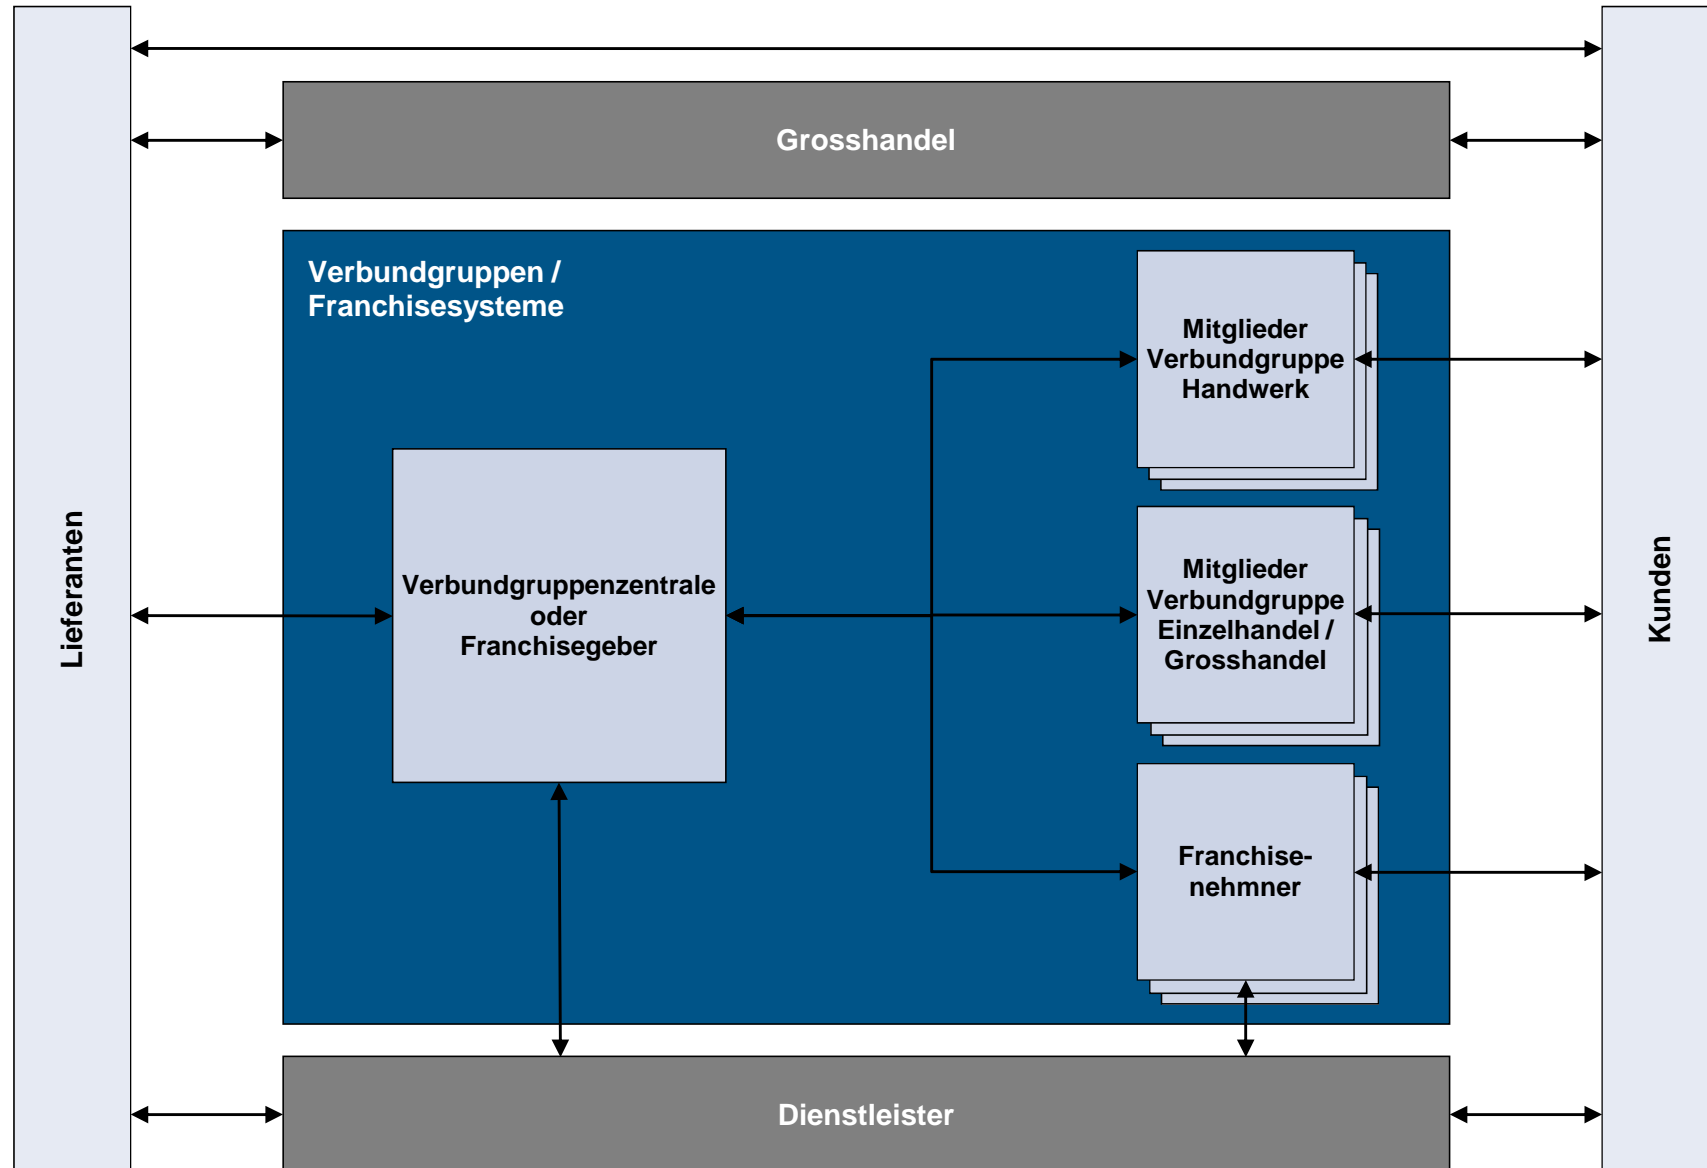 Grosshandel
Verbundgruppen /
Franchisesysteme
Mitglieder
Verbundgruppe
Handwerk
Lieferanten
Verbundgruppenzentrale
oder
Franchisegeber
Mitglieder
Verbundgruppe
Einzelhandel /
Grosshandel
Kunden
Franchise-
nehmner
Dienstleister